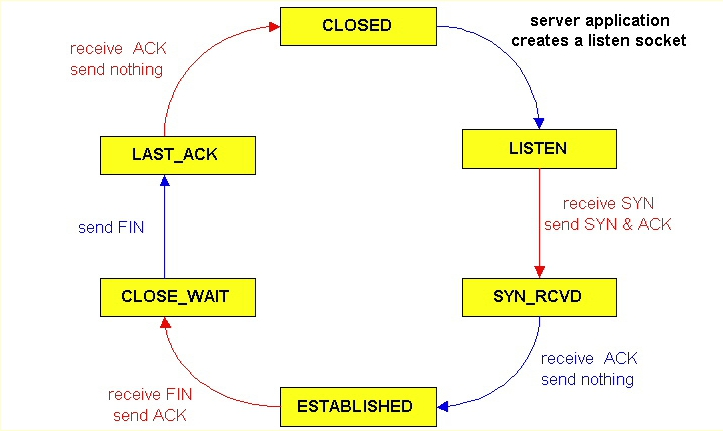 CLOSED
server application
creates a listen socket
receive ACK
send nothing
LAST_ACK
LISTEN
receive SYN
send SYN & ACK
send FIN
CLOSE_WAIT
SYN_RCVD
receive ACK
send nothing
receive FIN
send ACK
ESTABLISHED